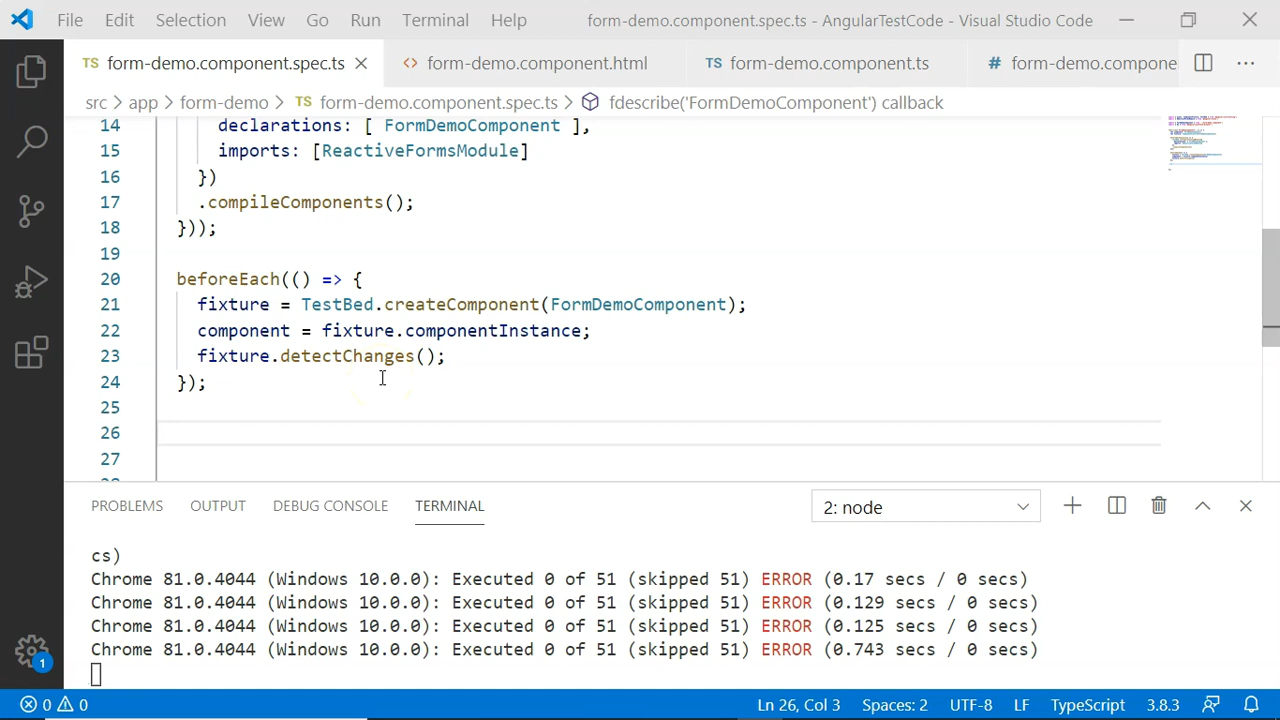 File Edit Selection View Go Run Terminal Help form-demo.component.spec.ts - AngularTestCode - Visual Studio Code
TS form-demo.component.spec.ts <> form-demo.component.html TS form-demo.component.ts # form-demo.compone
src > app > form-demo > TS form-demo.component.spec.ts > fdescribe('FormDemoComponent') callback
14 declarations: [ FormDemoComponent ],
15 imports: [ReactiveFormsModule]
16 })
17 .compileComponents();
18 }));
19
20 beforeEach(() => {
21 fixture = TestBed.createComponent(FormDemoComponent);
22 component = fixture.componentInstance;
23 fixture.detectChanges();
24 });
25
26
27
PROBLEMS OUTPUT DEBUG CONSOLE TERMINAL 2: node
cs)
Chrome 81.0.4044 (Windows 10.0.0): Executed 0 of 51 (skipped 51) ERROR (0.17 secs / 0 secs)
Chrome 81.0.4044 (Windows 10.0.0): Executed 0 of 51 (skipped 51) ERROR (0.129 secs / 0 secs)
Chrome 81.0.4044 (Windows 10.0.0): Executed 0 of 51 (skipped 51) ERROR (0.125 secs / 0 secs)
Chrome 81.0.4044 (Windows 10.0.0): Executed 0 of 51 (skipped 51) ERROR (0.743 secs / 0 secs)
1
0 0 Ln 26, Col 3 Spaces: 2 UTF-8 LF TypeScript 3.8.3